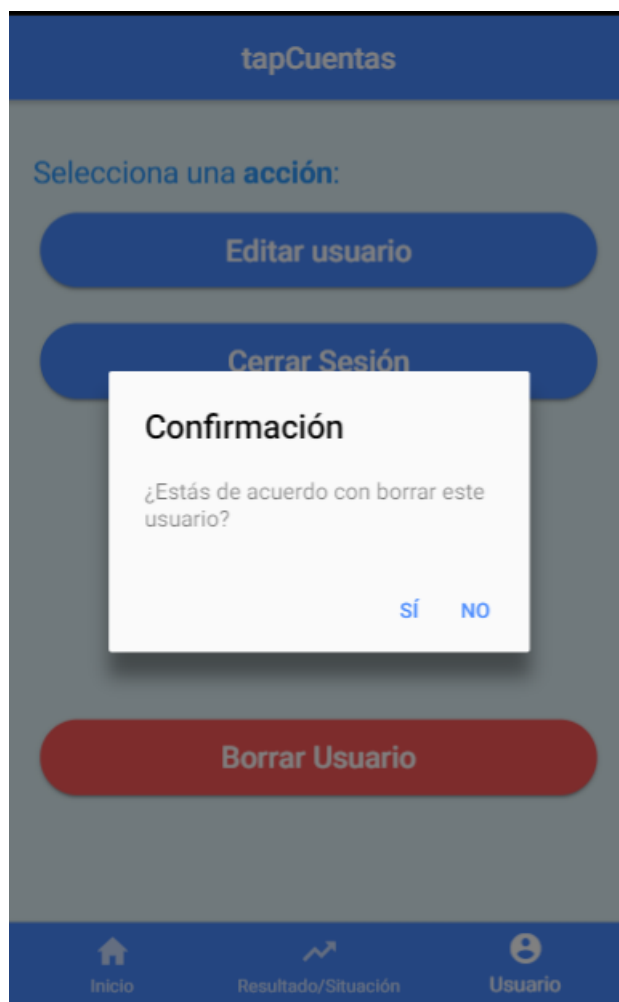 tapCuentas
Selecciona una acción:
Editar usuario
Cerrar Sesión
Confirmación
¿Estás de acuerdo con borrar este
usuario?
SÍ NO
Borrar Usuario
Inicio Resultado/Situación Usuario